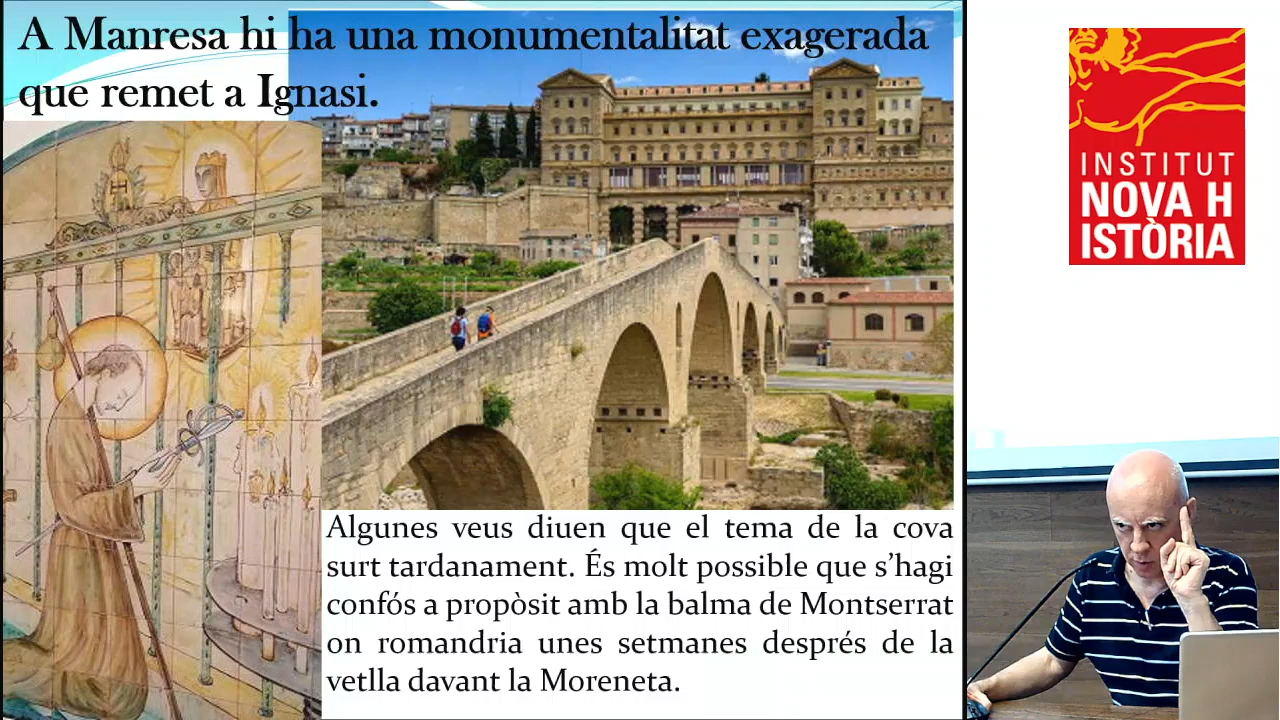 A Manresa hi ha una monumentalitat exagerada
que remet a Ignasi.
INSTITUT
NOVA H
ISTÒRIA
Algunes veus diuen que el tema de la cova
surt tardanament. És molt possible que s'hagi
confós a propòsit amb la balma de Montserrat
on romandria unes setmanes després de la
vetlla davant la Moreneta.